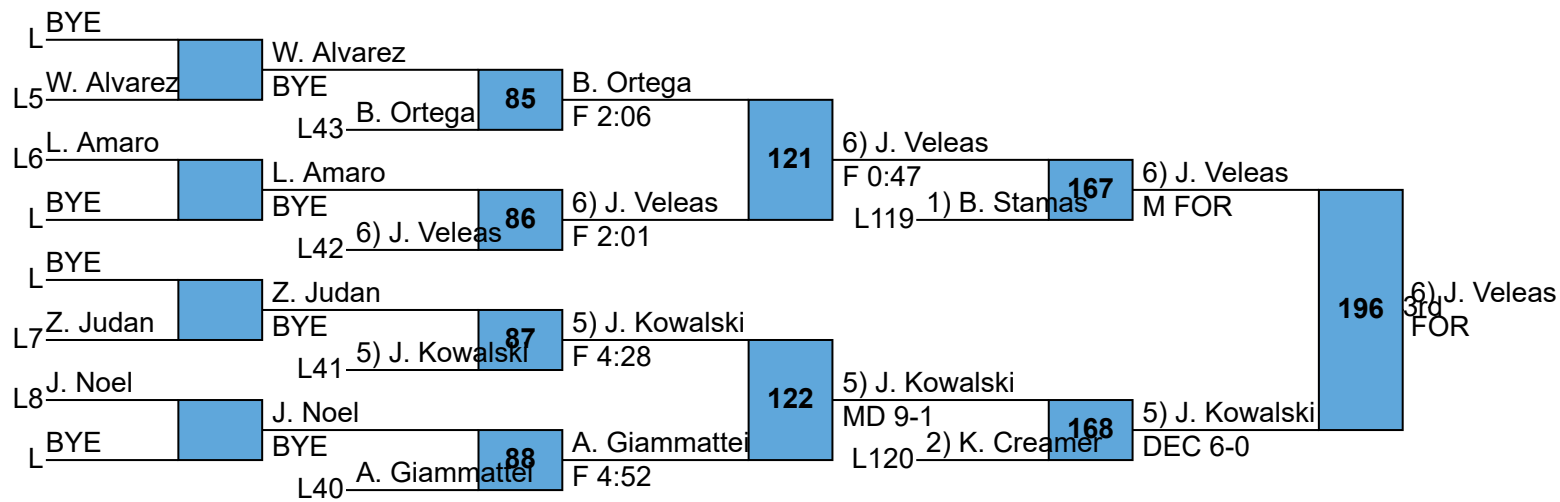 BYE
L
W. Alvarez
W. Alvarez
L5
BYE
85
B. Ortega
B. Ortega
L43
F 2:06
L. Amaro
L6
121
6) J. Veleas
L. Amaro
F 0:47
167
6) J. Veleas
BYE
L
BYE
86
6) J. Veleas
1) B. Stamas
L119
M FOR
6) J. Veleas
L42
F 2:01
BYE
L
Z. Judan
196
6) J. Veleas
3rd
FOR
Z. Judan
L7
BYE
87
5) J. Kowalski
5) J. Kowalski
L41
F 4:28
J. Noel
L8
122
5) J. Kowalski
J. Noel
MD 9-1
168
5) J. Kowalski
BYE
L
BYE
88
A. Giammattei
2) K. Creamer
L120
DEC 6-0
A. Giammattei
L40
F 4:52